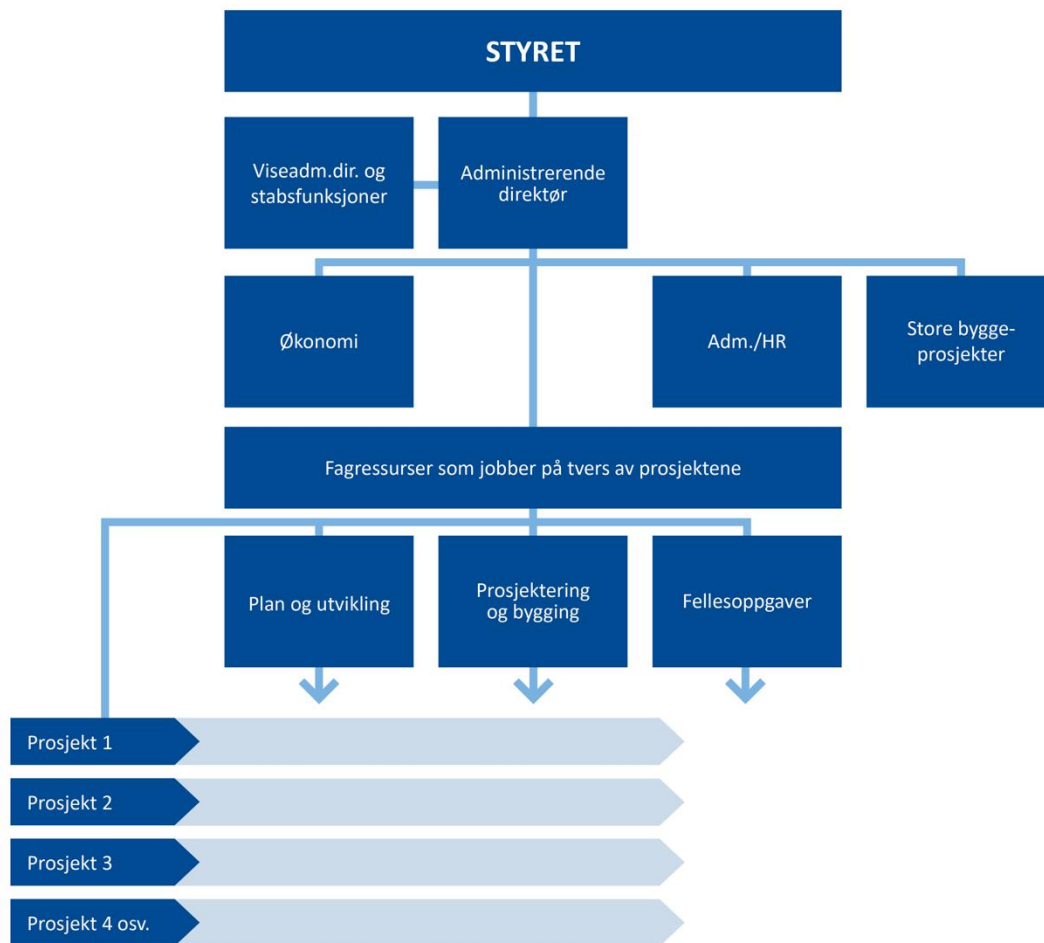 STYRET
Viseadm.dir. og
stabsfunksjoner
Administrerende
direktør
Økonomi
Adm./HR
Store bygge-
prosjekter
Fagressurser som jobber på tvers av prosjektene
Plan og utvikling
Prosjektering
og bygging
Fellesoppgaver
Prosjekt 1
Prosjekt 2
Prosjekt 3
Prosjekt 4 osv.